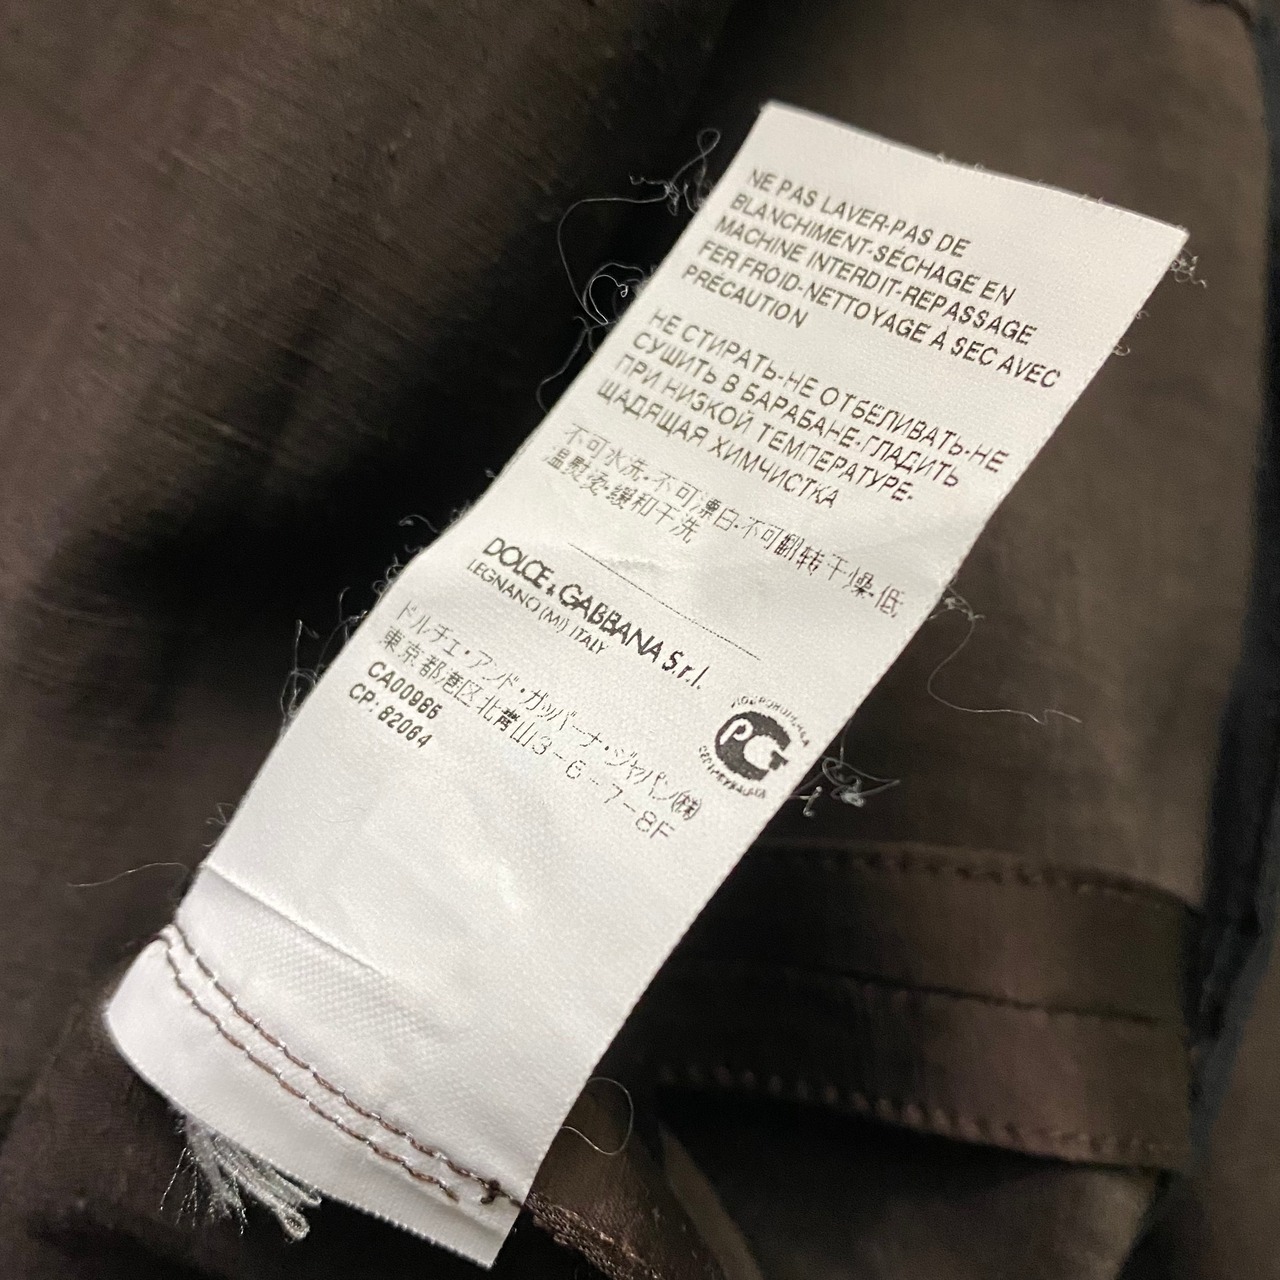 NE PAS LAVER-PAS DE
BLANCHIMENT-SÉCHAGE EN
MACHINE INTERDIT-REPASSAGE
FER FROID-NETTOYAGE À SEC AVEC
PRÉCAUTION
НЕ СТИРАТЬ-НЕ ОТБЕЛИВАТЬ-НЕ
СУШИТЬ В БАРАБАНЕ-ГЛАДИТЬ
ПРИ НИЗКОЙ ТЕМПЕРАТУРЕ-
ЩАДЯЩАЯ ХИМЧИСТКА
不可水洗·不可漂白·不可翻转干燥·低
温熨烫·缓和干洗
DOLCE & GABBANA S.r.l.
LEGNANO (MI) ITALY
ドルチェ・アンド・ガッバーナ・ジャパン(株)
東京都港区北青山3-6-7-8F
CA00985
CP: 82064
PG